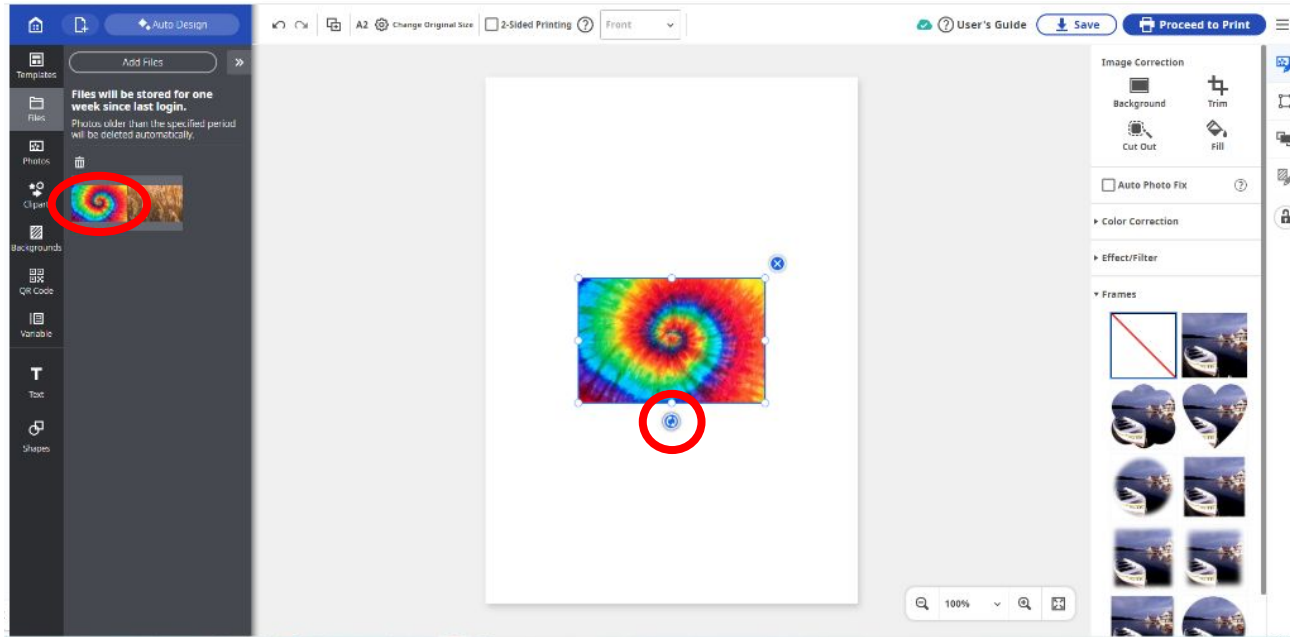 Auto Design
A2 Change Original Size 2-Sided Printing ? Front
? User's Guide Save Proceed to Print
Templates
Files
Photos
Clipart
Backgrounds
QR Code
Variable
Text
Shapes
Add Files »
Files will be stored for one
week since last login.
Photos older than the specified period
will be deleted automatically.
100%
Image Correction
Background Trim
Cut Out Fill
Auto Photo Fix ?
Color Correction
Effect/Filter
Frames